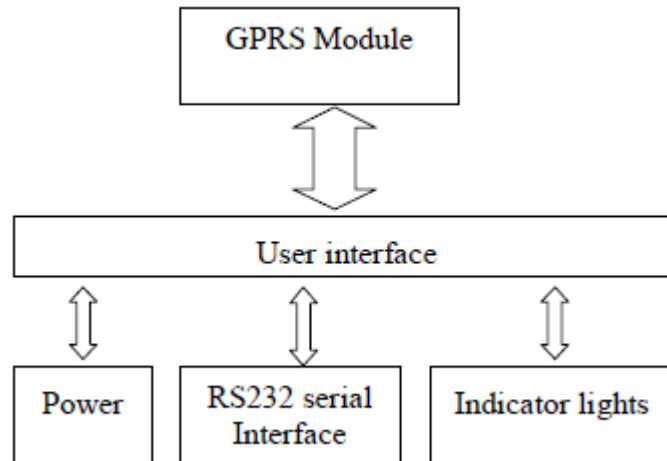 GPRS Module
User interface
Power
RS232 serial
Interface
Indicator lights